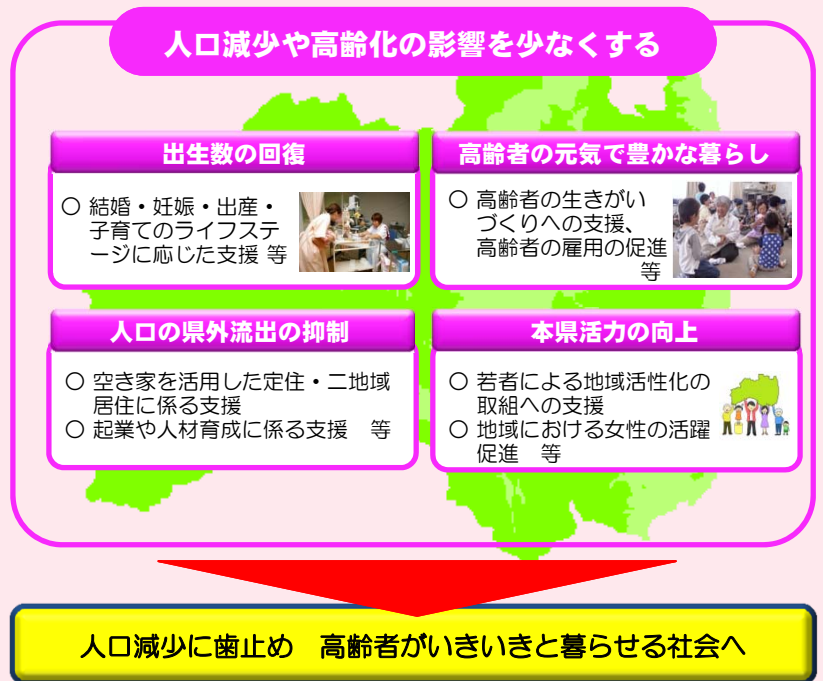 人口減少や高齢化の影響を少なくする
出生数の回復
○ 結婚・妊娠・出産・
子育てのライフステ
ージに応じた支援 等
高齢者の元気で豊かな暮らし
○ 高齢者の生きがい
づくりへの支援、
高齢者の雇用の促進
等
人口の県外流出の抑制
○ 空き家を活用した定住・二地域
居住に係る支援
○ 起業や人材育成に係る支援　等
本県活力の向上
○ 若者による地域活性化の
取組への支援
○ 地域における女性の活躍
促進　等
人口減少に歯止め　高齢者がいきいきと暮らせる社会へ